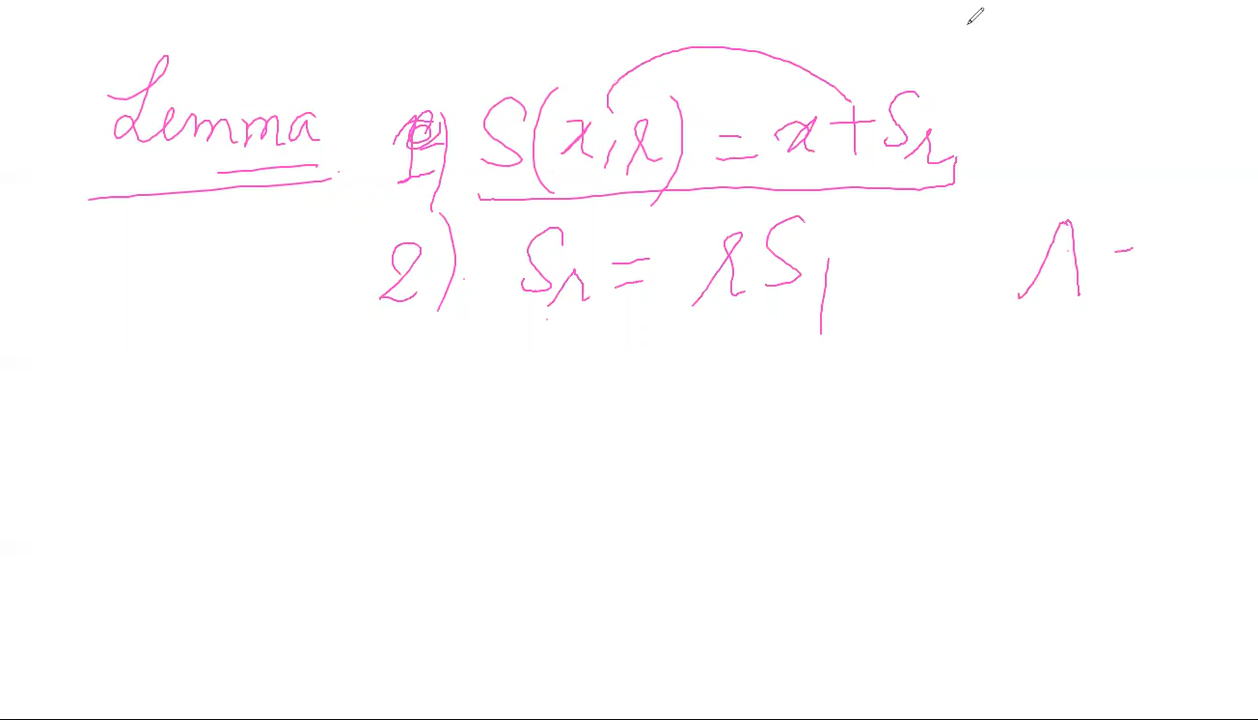 Lemma 1) S(x, r) = x + S_r
2) S_r = r S_1 Λ -